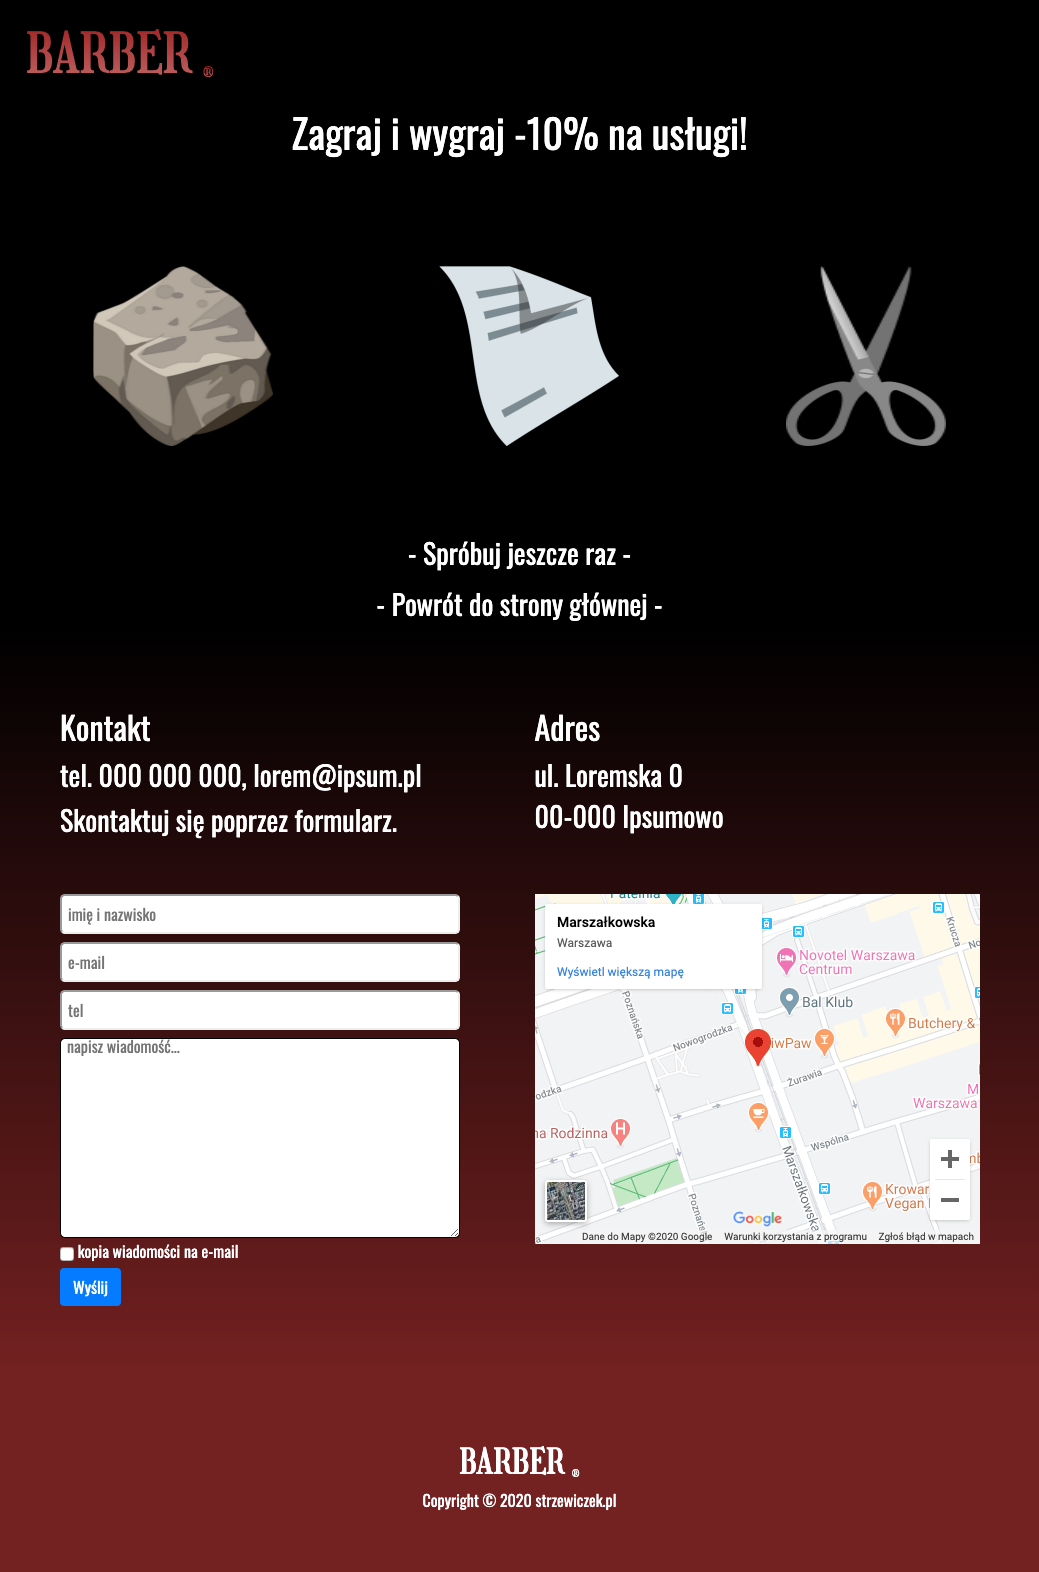 BARBER ®
Zagraj i wygraj -10% na usługi!
- Spróbuj jeszcze raz -
- Powrót do strony głównej -
Kontakt
tel. 000 000 000, lorem@ipsum.pl
Skontaktuj się poprzez formularz.
Adres
ul. Loremska 0
00-000 Ipsumowo
imię i nazwisko
e-mail
tel
napisz wiadomość...
kopia wiadomości na e-mail
Wyślij
Marszałkowska
Warszawa
Wyświetl większą mapę
Krucza
Novotel Warszawa
Centrum
Poznańska
Bal Klub
Nowogrodzka
Butchery &
iwPaw
Żurawia
odzka
M
Warszawa
na Rodzinna
Wspólna
Marszałkowska
Krowar
Vegan
Poznańs
Google
Dane do Mapy ©2020 Google
Warunki korzystania z programu
Zgłoś błąd w mapach
BARBER ®
Copyright © 2020 strzewiczek.pl